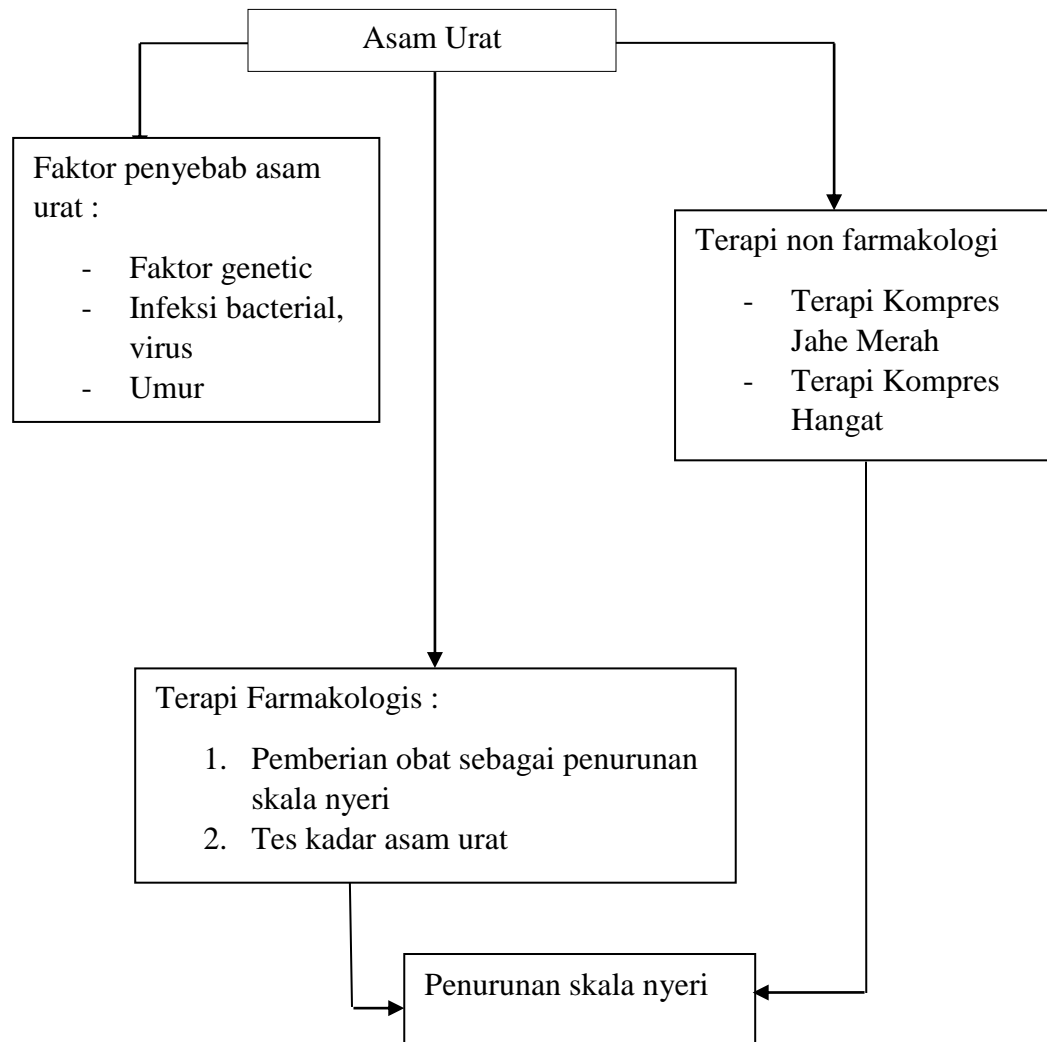 Asam Urat
Faktor penyebab asam
urat :
- Faktor genetic
- Infeksi bacterial,
virus
- Umur
Terapi non farmakologi
- Terapi Kompres
Jahe Merah
- Terapi Kompres
Hangat
Terapi Farmakologis :
1. Pemberian obat sebagai penurunan
skala nyeri
2. Tes kadar asam urat
Penurunan skala nyeri